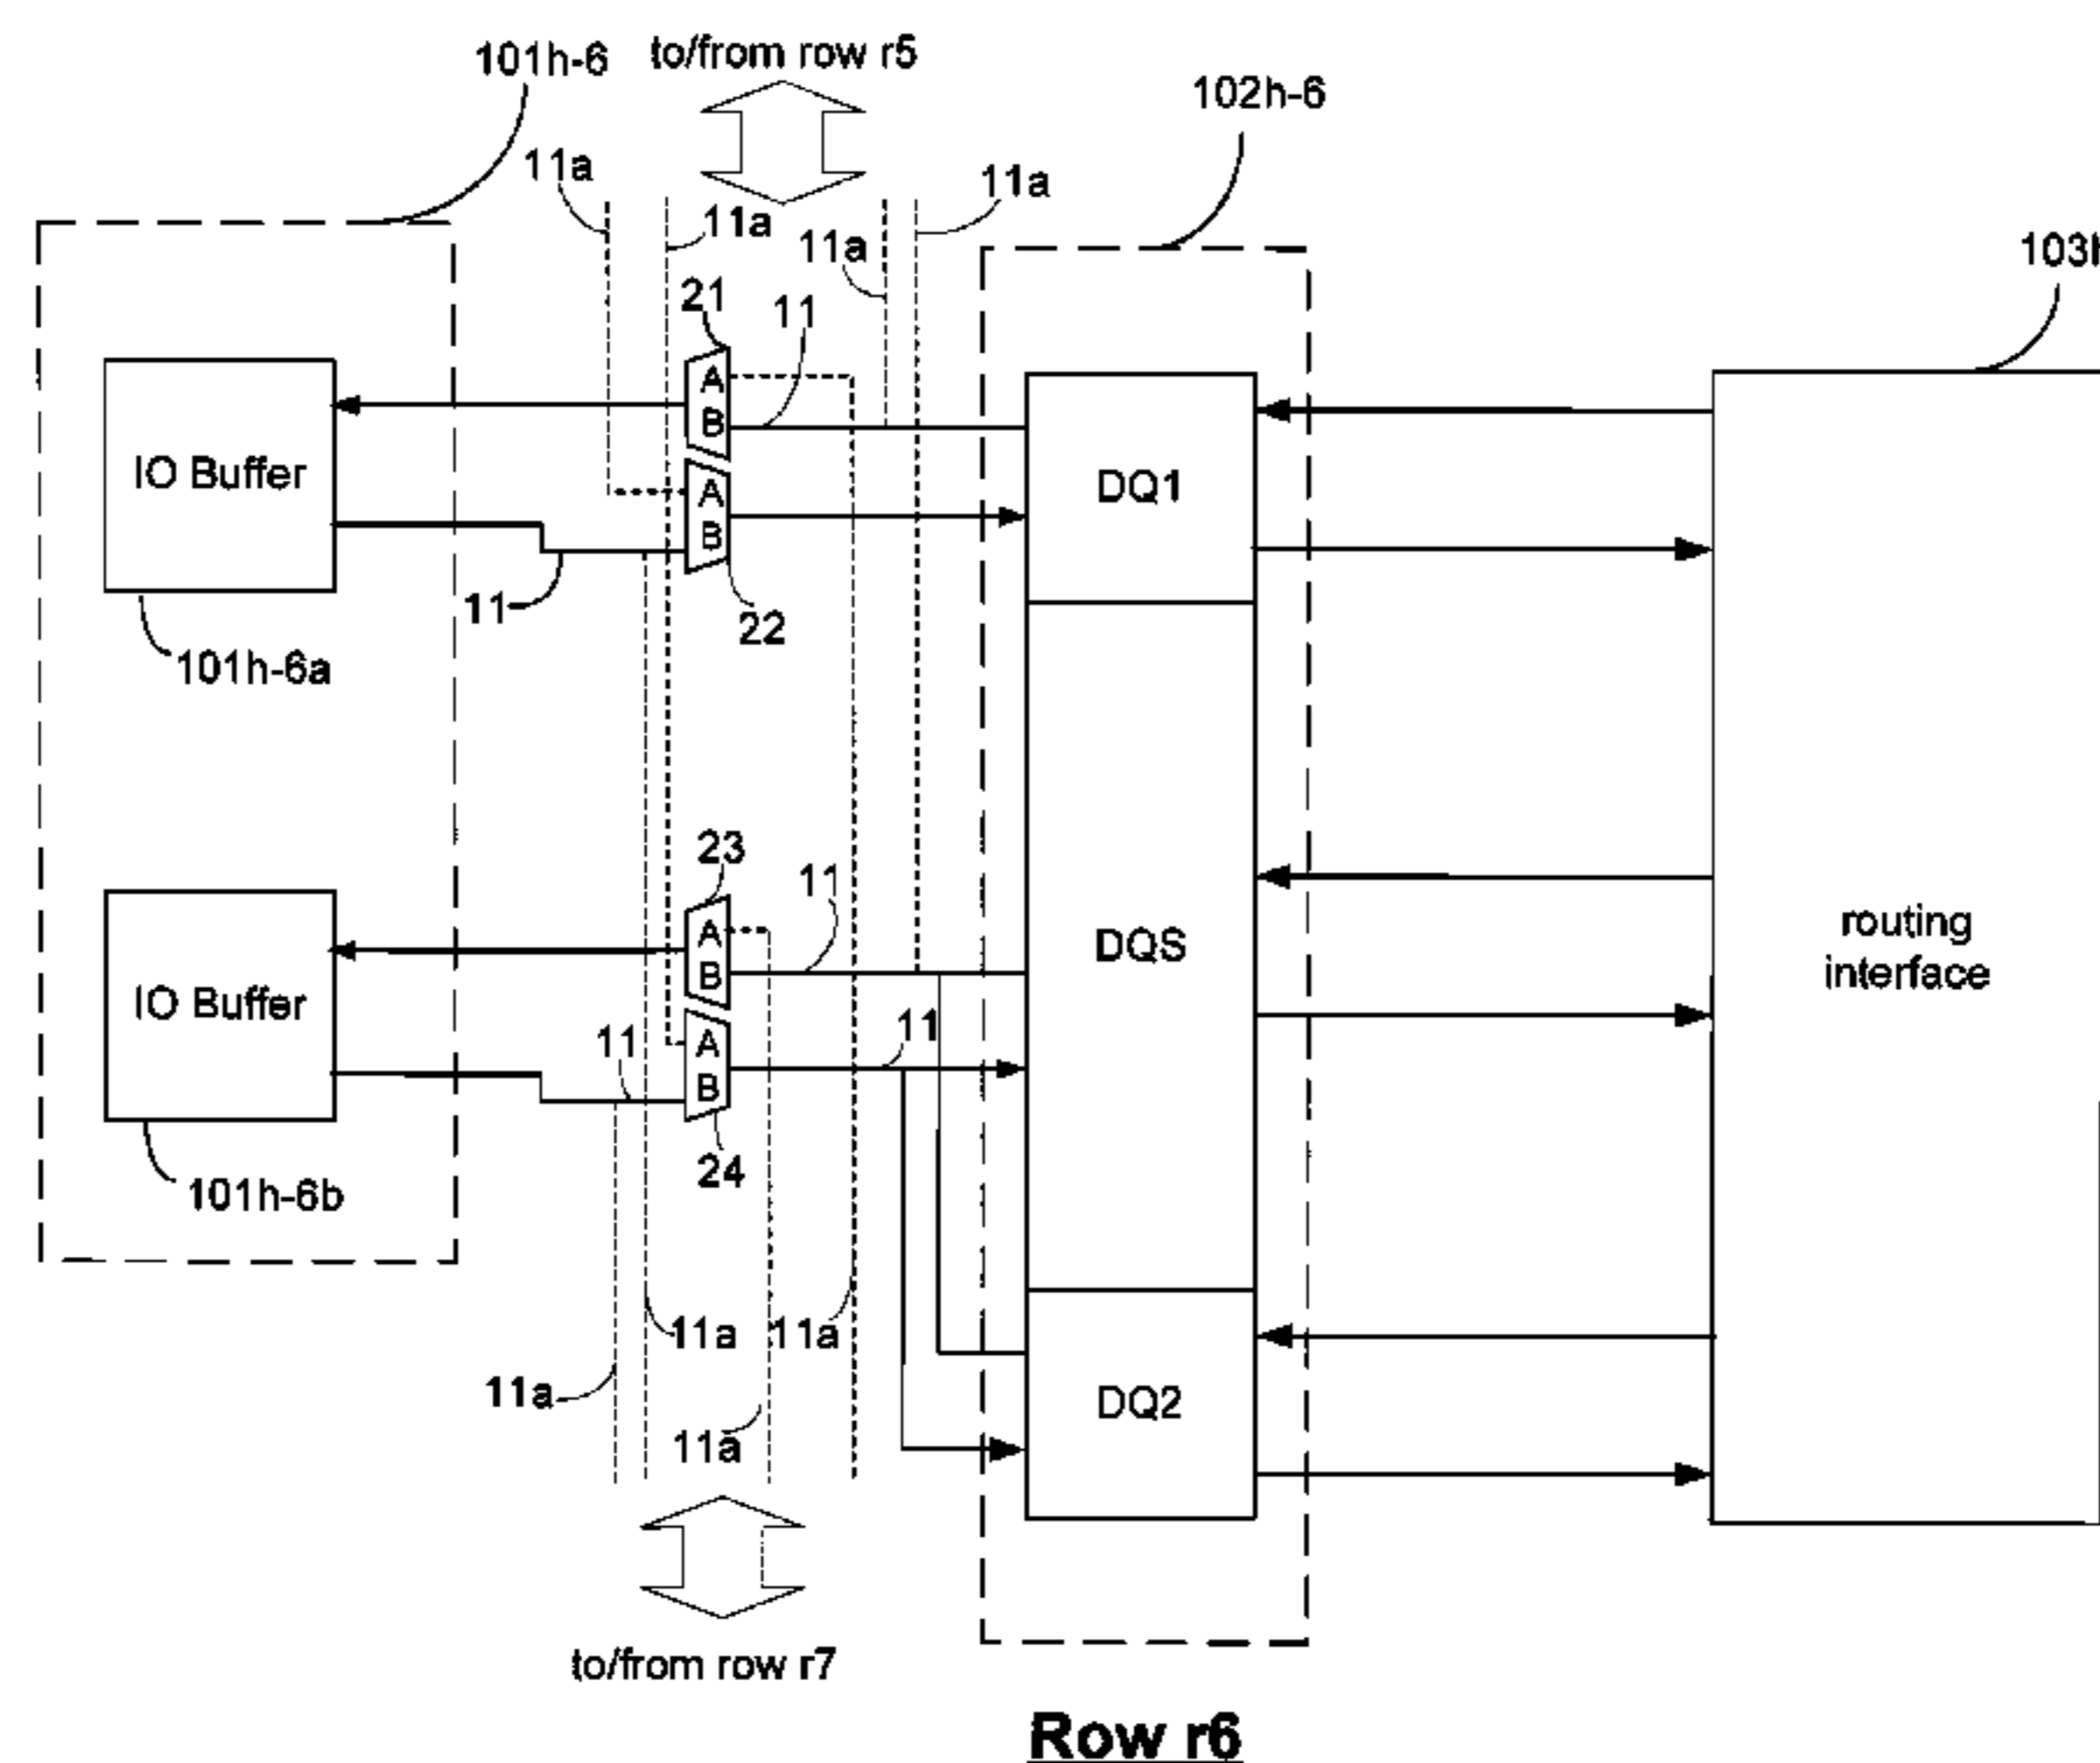 101h-6
to/from row r5
102h-6
11a
11a
11a
11a
103h
21
11
A
B
IO Buffer
A
B
DQ1
11
22
101h-6a
23
11
A
B
DQS
routing
interface
IO Buffer
11
A
B
11
24
101h-6b
11a
11a
11a
DQ2
11a
to/from row r7
Row r6